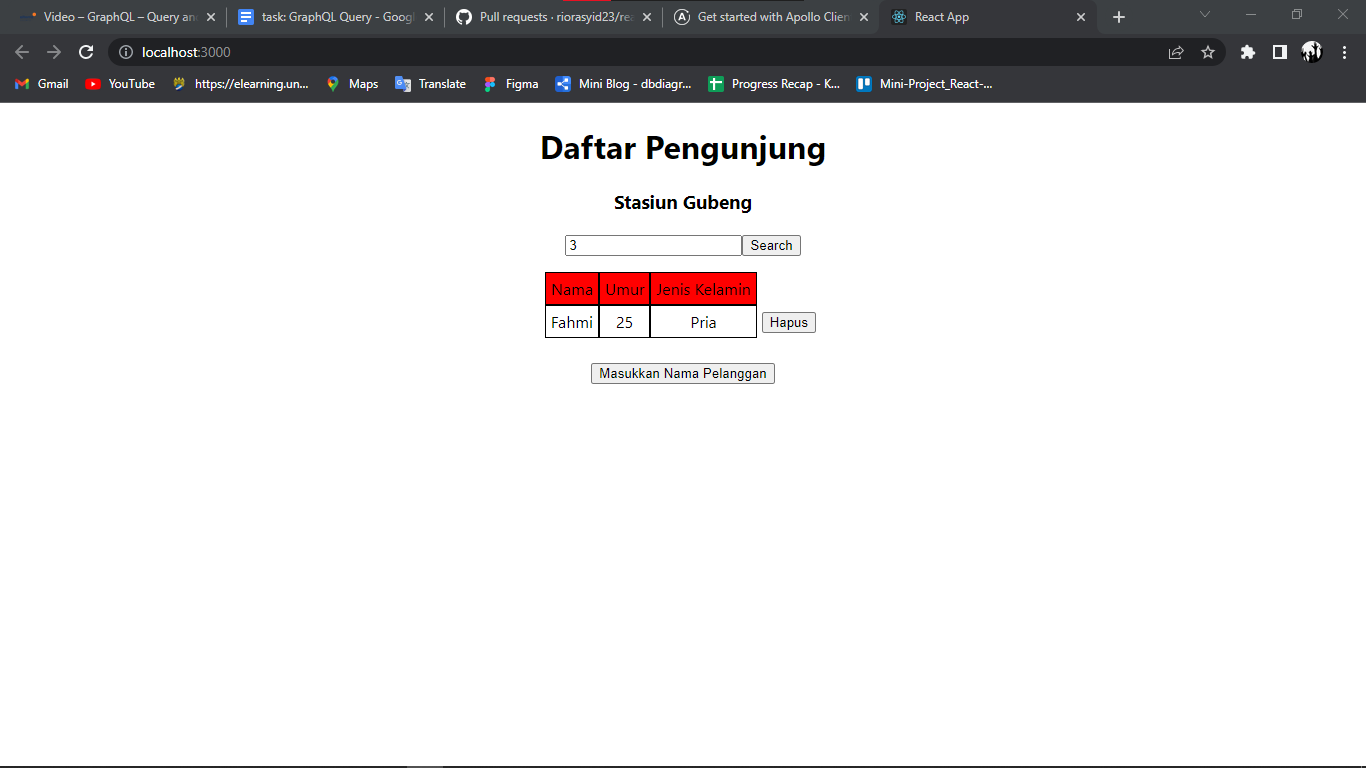 Video – GraphQL – Query an
task: GraphQL Query - Goog
Pull requests · riorasyid23/rea
Get started with Apollo Clien
React App
localhost:3000
Gmail
YouTube
https://elearning.un...
Maps
Translate
Figma
Mini Blog - dbdiagr...
Progress Recap - K...
Mini-Project_React-...
Daftar Pengunjung
Stasiun Gubeng
3 Search
Nama Umur Jenis Kelamin
Fahmi 25 Pria Hapus
Masukkan Nama Pelanggan